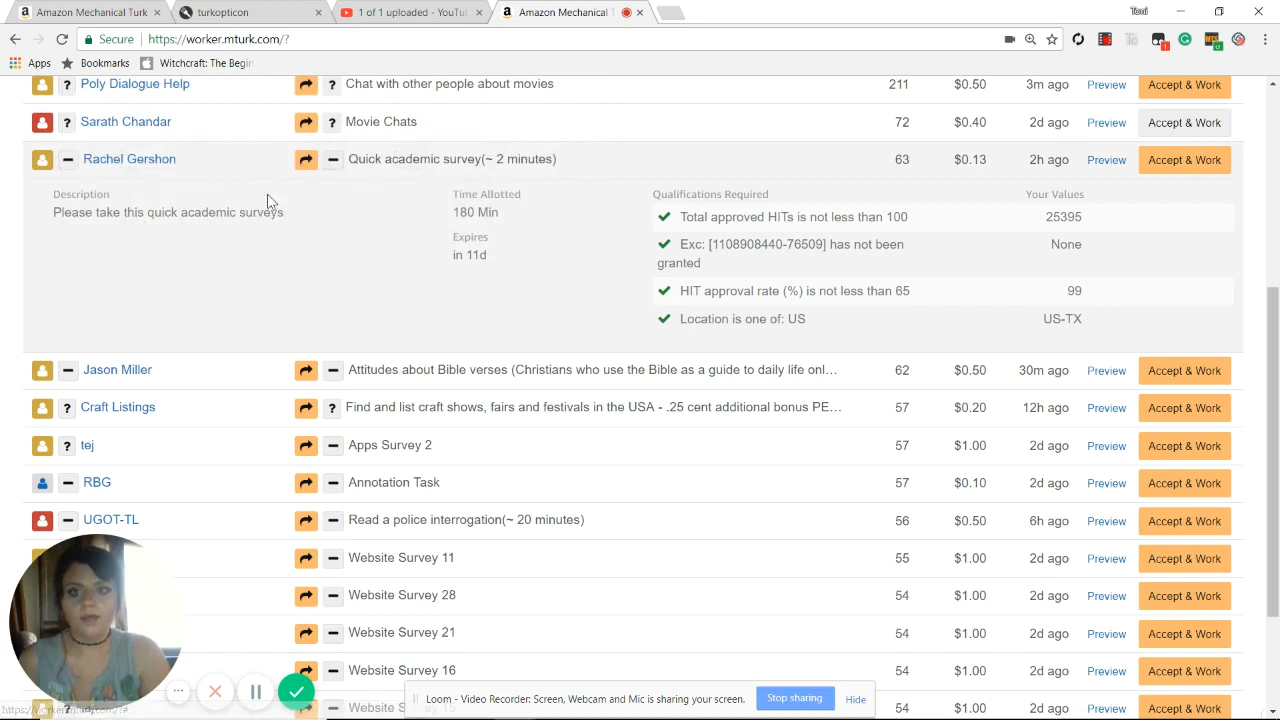 Amazon Mechanical Turk
turkopticon
1 of 1 uploaded - YouTu
Amazon Mechanical T
Secure https://worker.mturk.com/?
Apps Bookmarks Witchcraft: The Begin
Poly Dialogue Help ? Chat with other people about movies 211 $0.50 3m ago Preview Accept & Work
Sarath Chandar ? Movie Chats 72 $0.40 2d ago Preview Accept & Work
Rachel Gershon Quick academic survey(~ 2 minutes) 63 $0.13 2h ago Preview Accept & Work
Description Time Allotted Qualifications Required Your Values
Please take this quick academic surveys 180 Min Total approved HITs is not less than 100 25395
Expires Exc: [1108908440-76509] has not been None
in 11d granted
HIT approval rate (%) is not less than 65 99
Location is one of: US US-TX
Jason Miller Attitudes about Bible verses (Christians who use the Bible as a guide to daily life onl... 62 $0.50 30m ago Preview Accept & Work
Craft Listings ? Find and list craft shows, fairs and festivals in the USA - .25 cent additional bonus PE... 57 $0.20 12h ago Preview Accept & Work
tej Apps Survey 2 57 $1.00 2d ago Preview Accept & Work
RBG Annotation Task 57 $0.10 2d ago Preview Accept & Work
UGOT-TL Read a police interrogation(~ 20 minutes) 56 $0.50 6h ago Preview Accept & Work
Website Survey 11 55 $1.00 2d ago Preview Accept & Work
Website Survey 28 54 $1.00 2d ago Preview Accept & Work
Website Survey 21 54 $1.00 2d ago Preview Accept & Work
Website Survey 16 54 $1.00 2d ago Preview Accept & Work
Loom - Video Recorder: Screen, Webcam and Mic is sharing your screen. Stop sharing Hide
Website S 54 $1.00 2d ago Preview Accept & Work
https://worker.mturk.com/?#